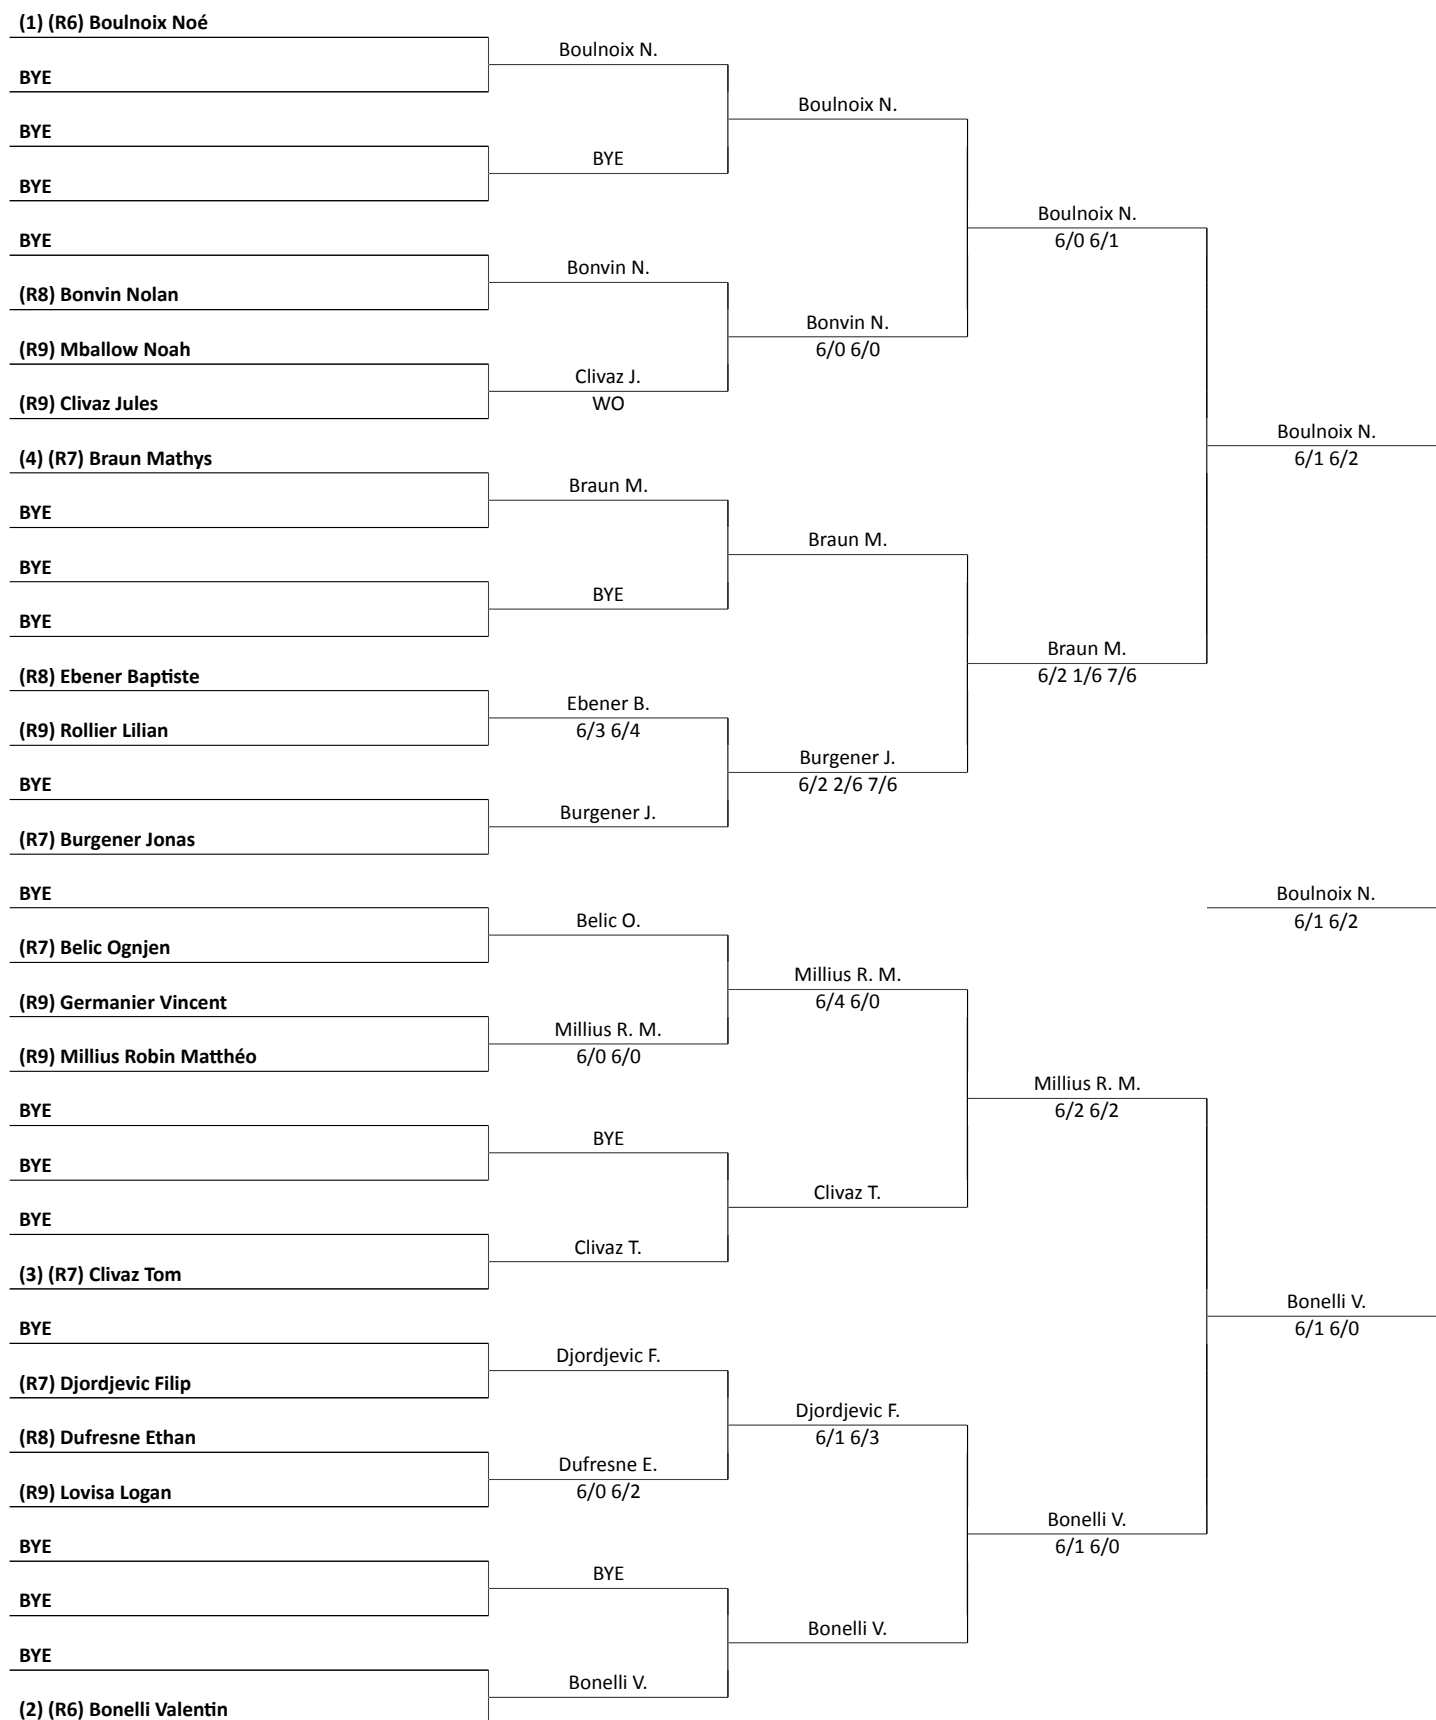 (1) (R6) Boulnoix Noé
BYE
BYE
BYE
BYE
(R8) Bonvin Nolan
(R9) Mballow Noah
(R9) Clivaz Jules
(4) (R7) Braun Mathys
BYE
BYE
BYE
(R8) Ebener Baptiste
(R9) Rollier Lilian
BYE
(R7) Burgener Jonas
BYE
(R7) Belic Ognjen
(R9) Germanier Vincent
(R9) Millius Robin Matthéo
BYE
BYE
BYE
(3) (R7) Clivaz Tom
BYE
(R7) Djordjevic Filip
(R8) Dufresne Ethan
(R9) Lovisa Logan
BYE
BYE
BYE
(2) (R6) Bonelli Valentin
Boulnoix N.
BYE
Bonvin N.
Clivaz J.
WO
Braun M.
BYE
Ebener B.
6/3 6/4
Burgener J.
Belic O.
Millius R. M.
6/0 6/0
BYE
Clivaz T.
Djordjevic F.
Dufresne E.
6/0 6/2
BYE
Bonelli V.
Boulnoix N.
Bonvin N.
6/0 6/0
Braun M.
Burgener J.
6/2 2/6 7/6
Millius R. M.
6/4 6/0
Clivaz T.
Djordjevic F.
6/1 6/3
Bonelli V.
Boulnoix N.
6/0 6/1
Braun M.
6/2 1/6 7/6
Millius R. M.
6/2 6/2
Bonelli V.
6/1 6/0
Boulnoix N.
6/1 6/2
Boulnoix N.
6/1 6/2
Bonelli V.
6/1 6/0